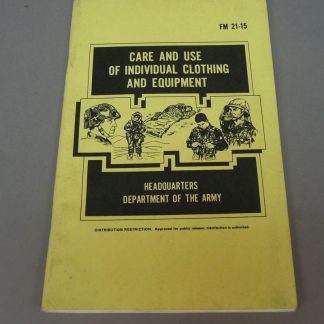 FM 21-15
CARE AND USE
OF INDIVIDUAL CLOTHING
AND EQUIPMENT
HEADQUARTERS
DEPARTMENT OF THE ARMY
DISTRIBUTION RESTRICTION: Approved for public release; distribution is unlimited.